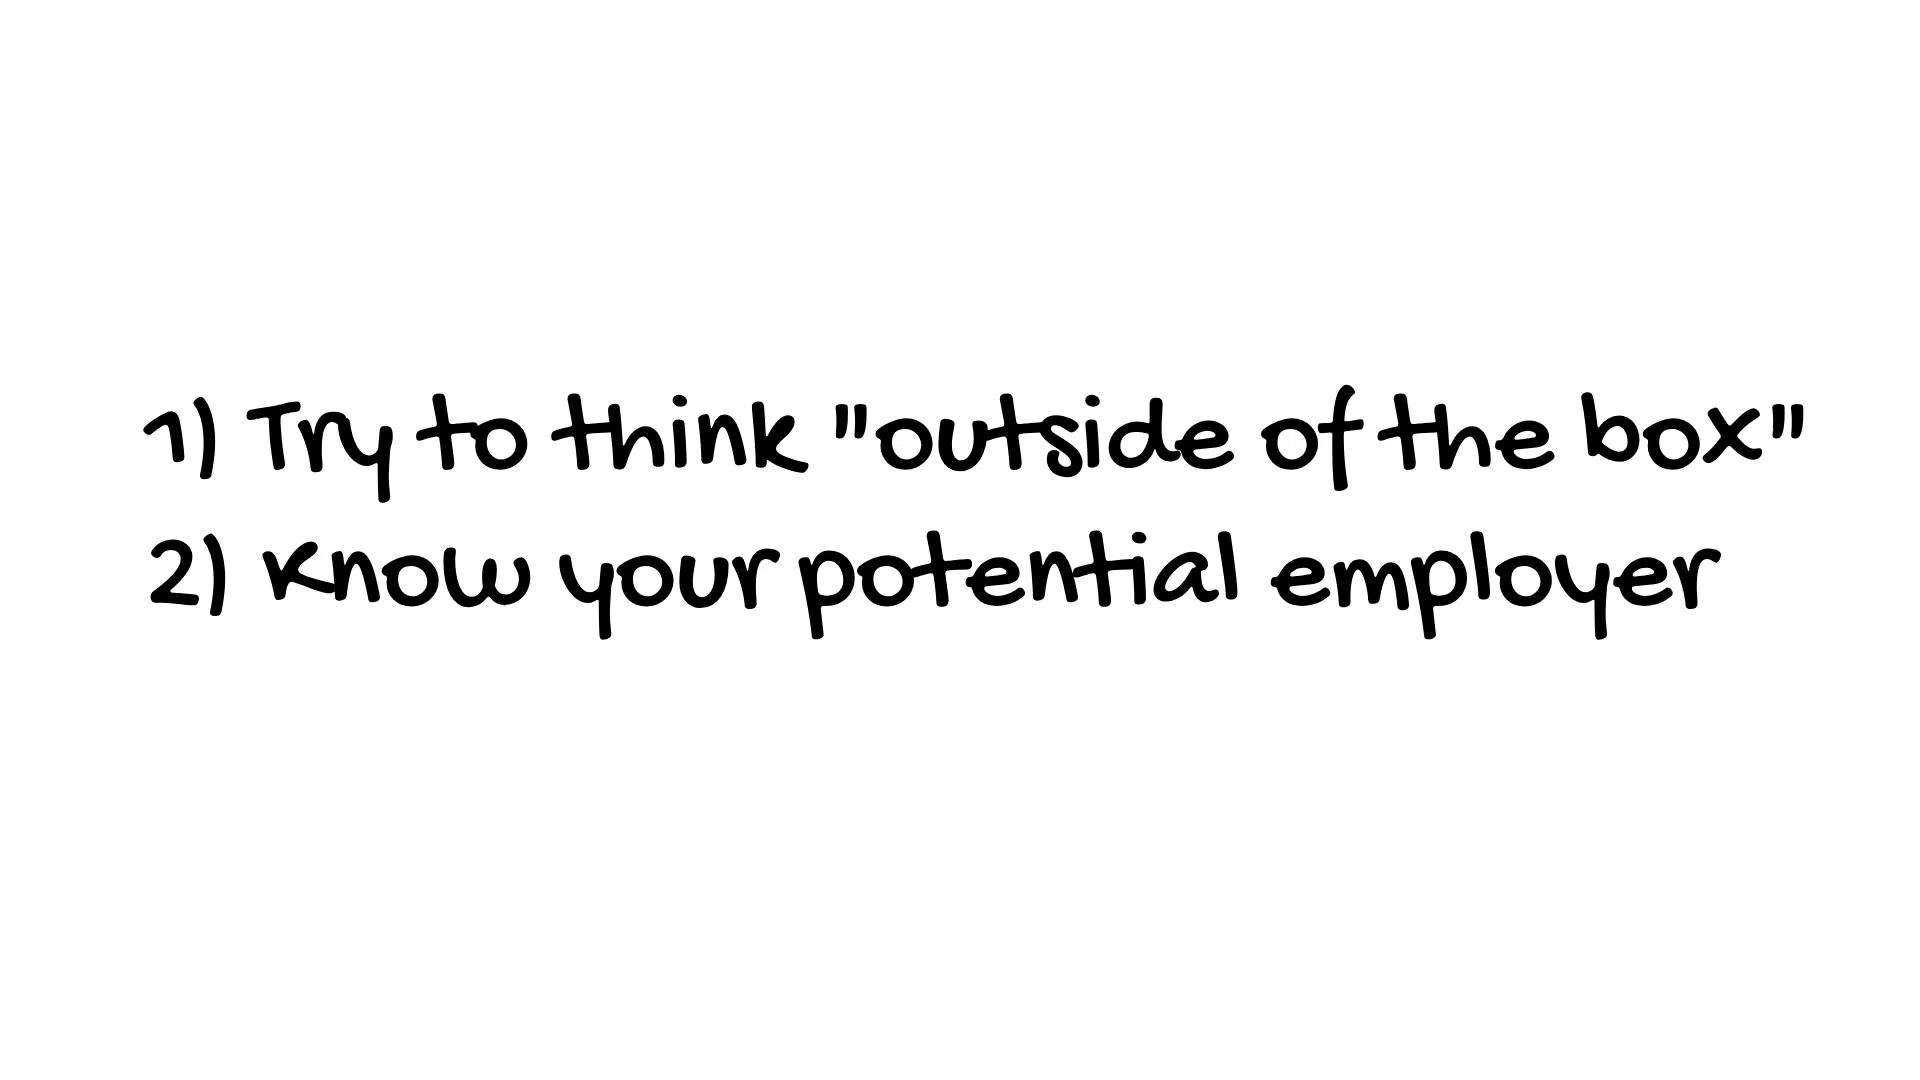 1) Try to think "outside of the box"
2) Know your potential employer